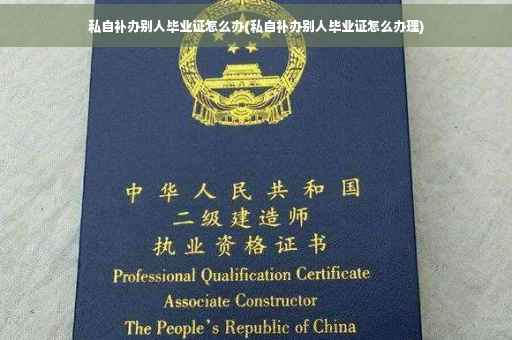 私自补办别人毕业证怎么办(私自补办别人毕业证怎么办理)
中华人民共和国
二级建造师
执业资格证书
Professional Qualification Certificate
Associate Constructor
The People's Republic of China